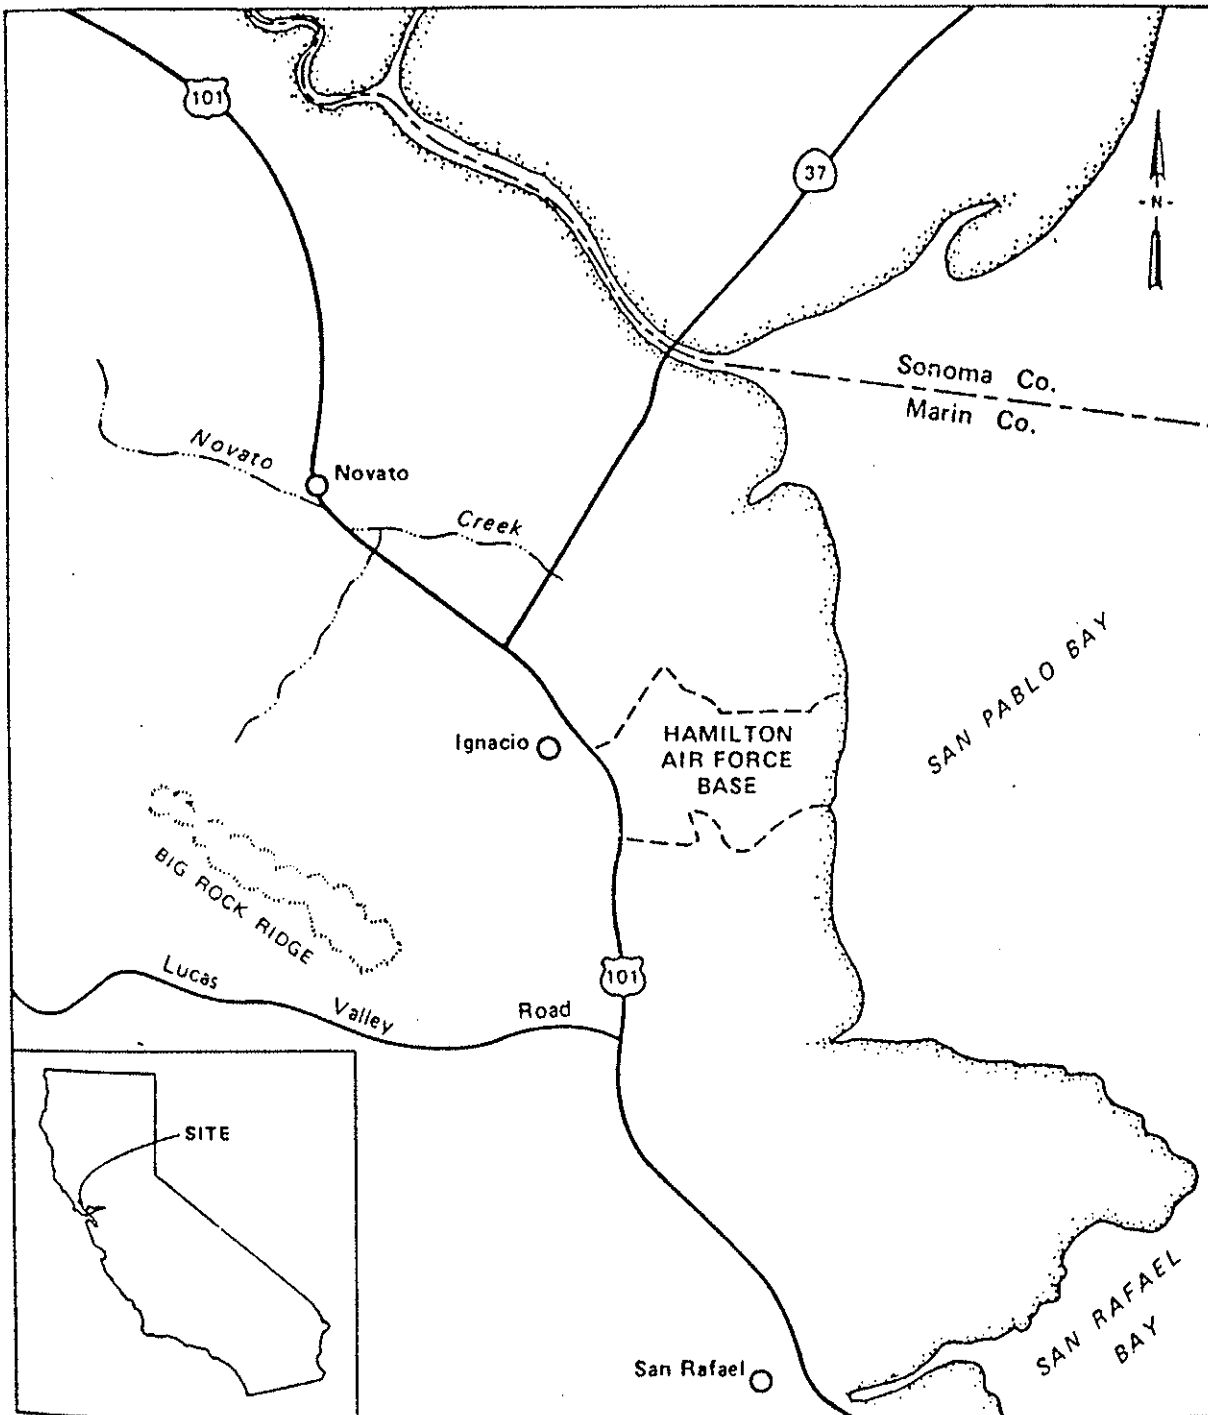 101
37
- N -
Sonoma Co.
Marin Co.
Novato
Novato
Creek
SAN PABLO BAY
Ignacio
HAMILTON
AIR FORCE
BASE
BIG ROCK RIDGE
101
Lucas Valley Road
SITE
SAN RAFAEL
BAY
San Rafael